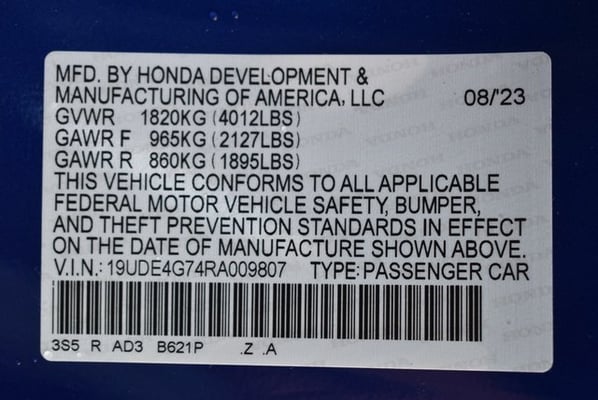 MFD. BY HONDA DEVELOPMENT &
MANUFACTURING OF AMERICA, LLC 08/'23
GVWR 1820KG (4012LBS)
GAWR F 965KG (2127LBS)
GAWR R 860KG (1895LBS)
THIS VEHICLE CONFORMS TO ALL APPLICABLE
FEDERAL MOTOR VEHICLE SAFETY, BUMPER,
AND THEFT PREVENTION STANDARDS IN EFFECT
ON THE DATE OF MANUFACTURE SHOWN ABOVE.
V.I.N.: 19UDE4G74RA009807 TYPE: PASSENGER CAR
3S5 R AD3 B621P .Z .A